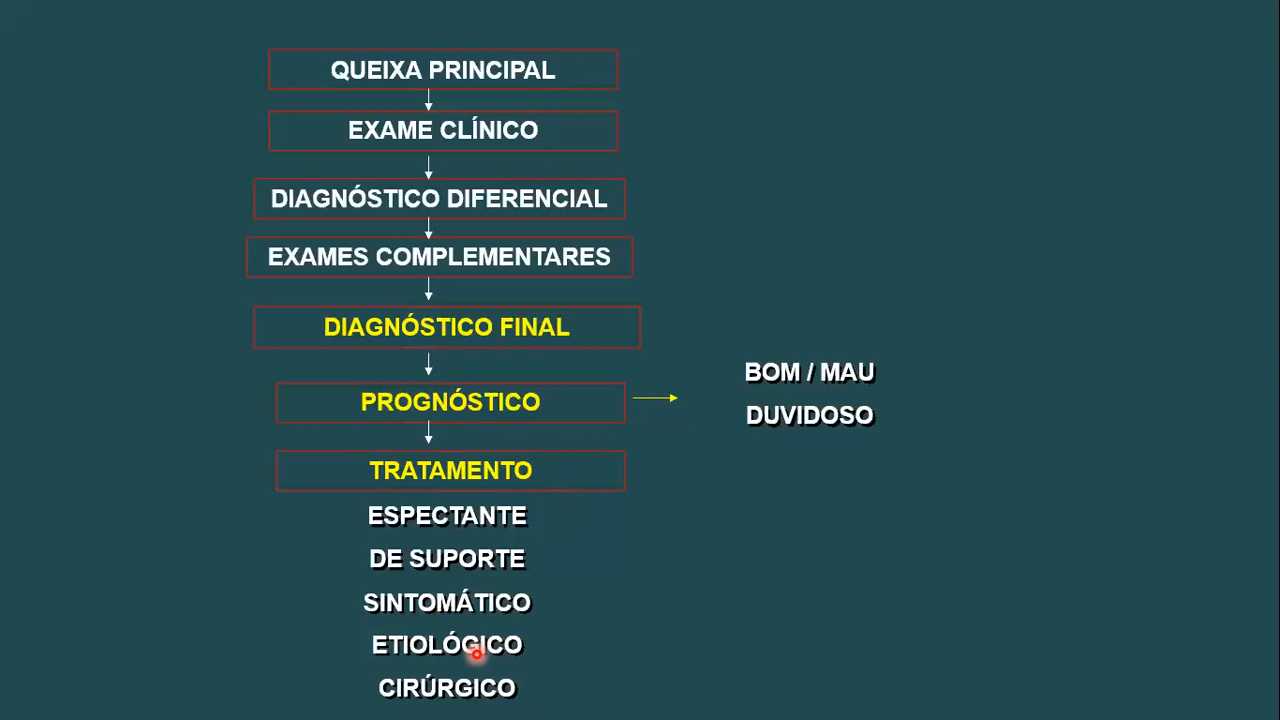 QUEIXA PRINCIPAL
EXAME CLÍNICO
DIAGNÓSTICO DIFERENCIAL
EXAMES COMPLEMENTARES
DIAGNÓSTICO FINAL
PROGNÓSTICO
BOM / MAU
DUVIDOSO
TRATAMENTO
ESPECTANTE
DE SUPORTE
SINTOMÁTICO
ETIOLÓGICO
CIRÚRGICO